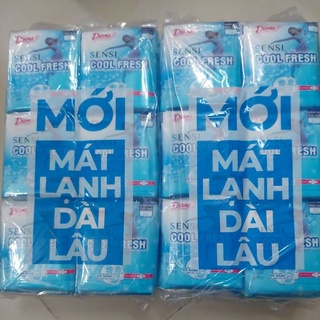 Diana
SENSI
COOL FRESH
MỚI
MÁT
LẠNH
DÀI
LÂU
Diana
SENSI
COOL FRESH
MỚI
MÁT
LẠNH
DÀI
LÂU